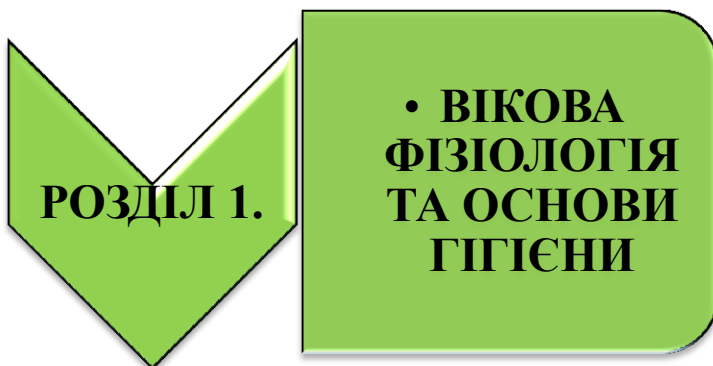 РОЗДІЛ 1.
• ВІКОВА
ФІЗІОЛОГІЯ
ТА ОСНОВИ
ГІГІЄНИ